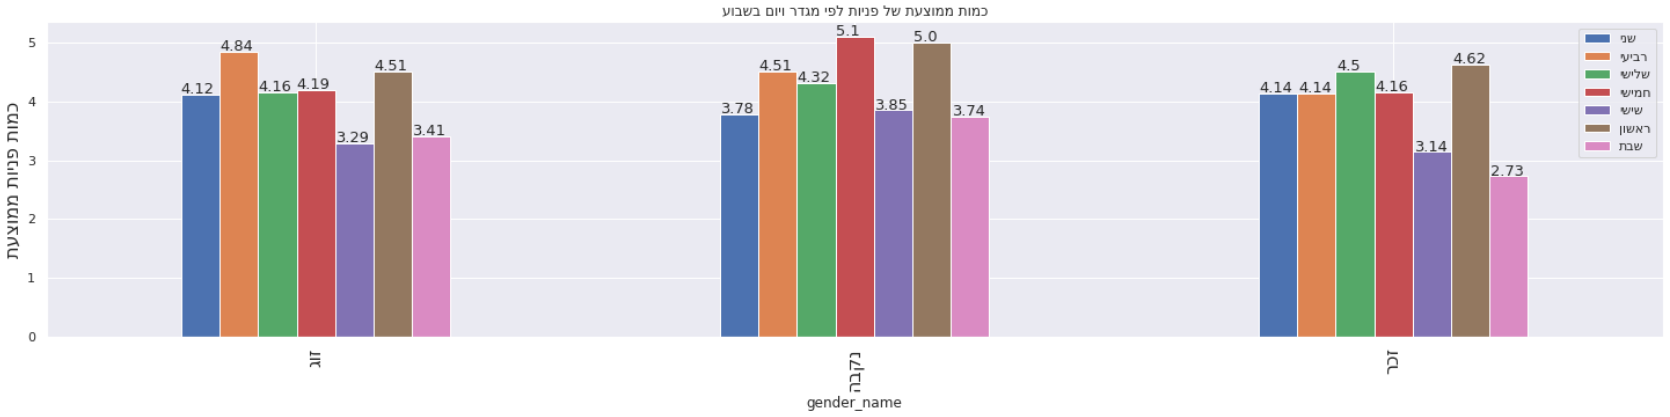 כמות ממוצעת של פניות לפי מגדר ויום בשבוע
כמות פניות ממוצעת
5
4
3
2
1
0
4.12
4.84
4.16
4.19
3.29
4.51
3.41
3.78
4.51
4.32
5.1
3.85
5.0
3.74
4.14
4.14
4.5
4.16
3.14
4.62
2.73
שני
רביעי
שלישי
חמישי
שישי
ראשון
שבת
זוג
נקבה
זכר
gender_name